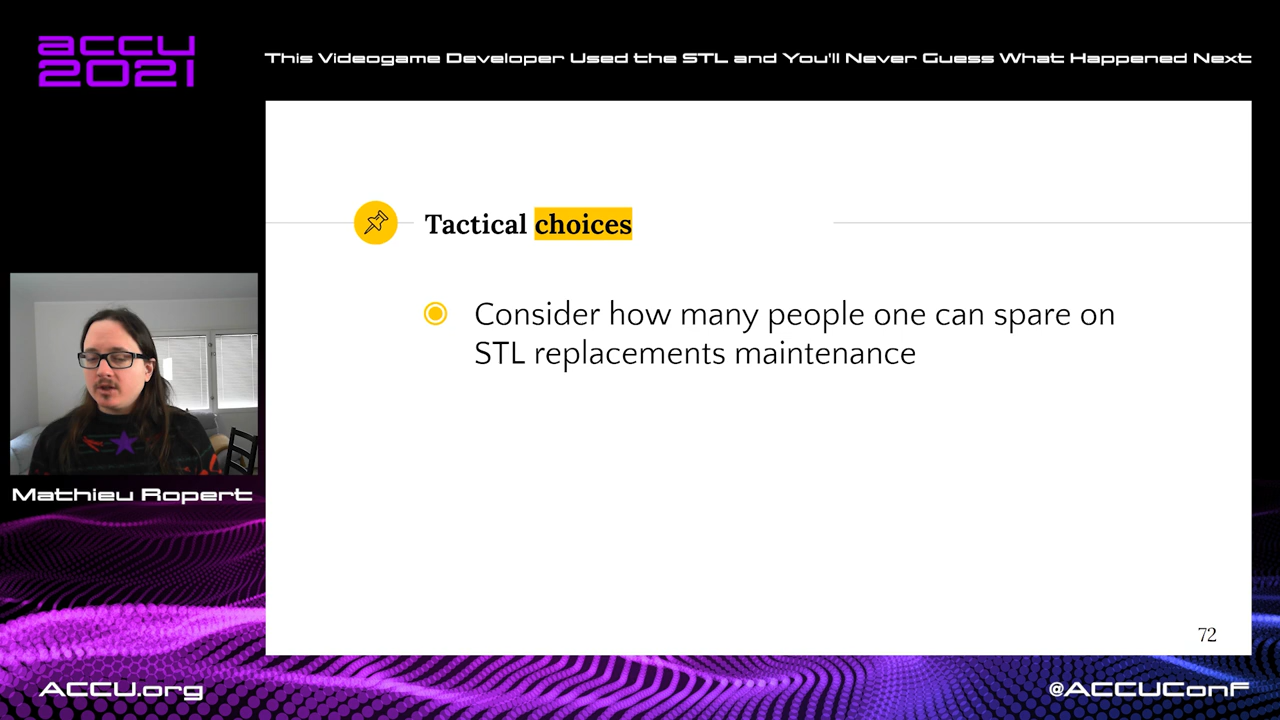 accu
2021
This Videogame Developer Used the STL and You'll Never Guess What Happened Next
Tactical choices
Consider how many people one can spare on
STL replacements maintenance
Mathieu Ropert
72
ACCU.org
@ACCUConf